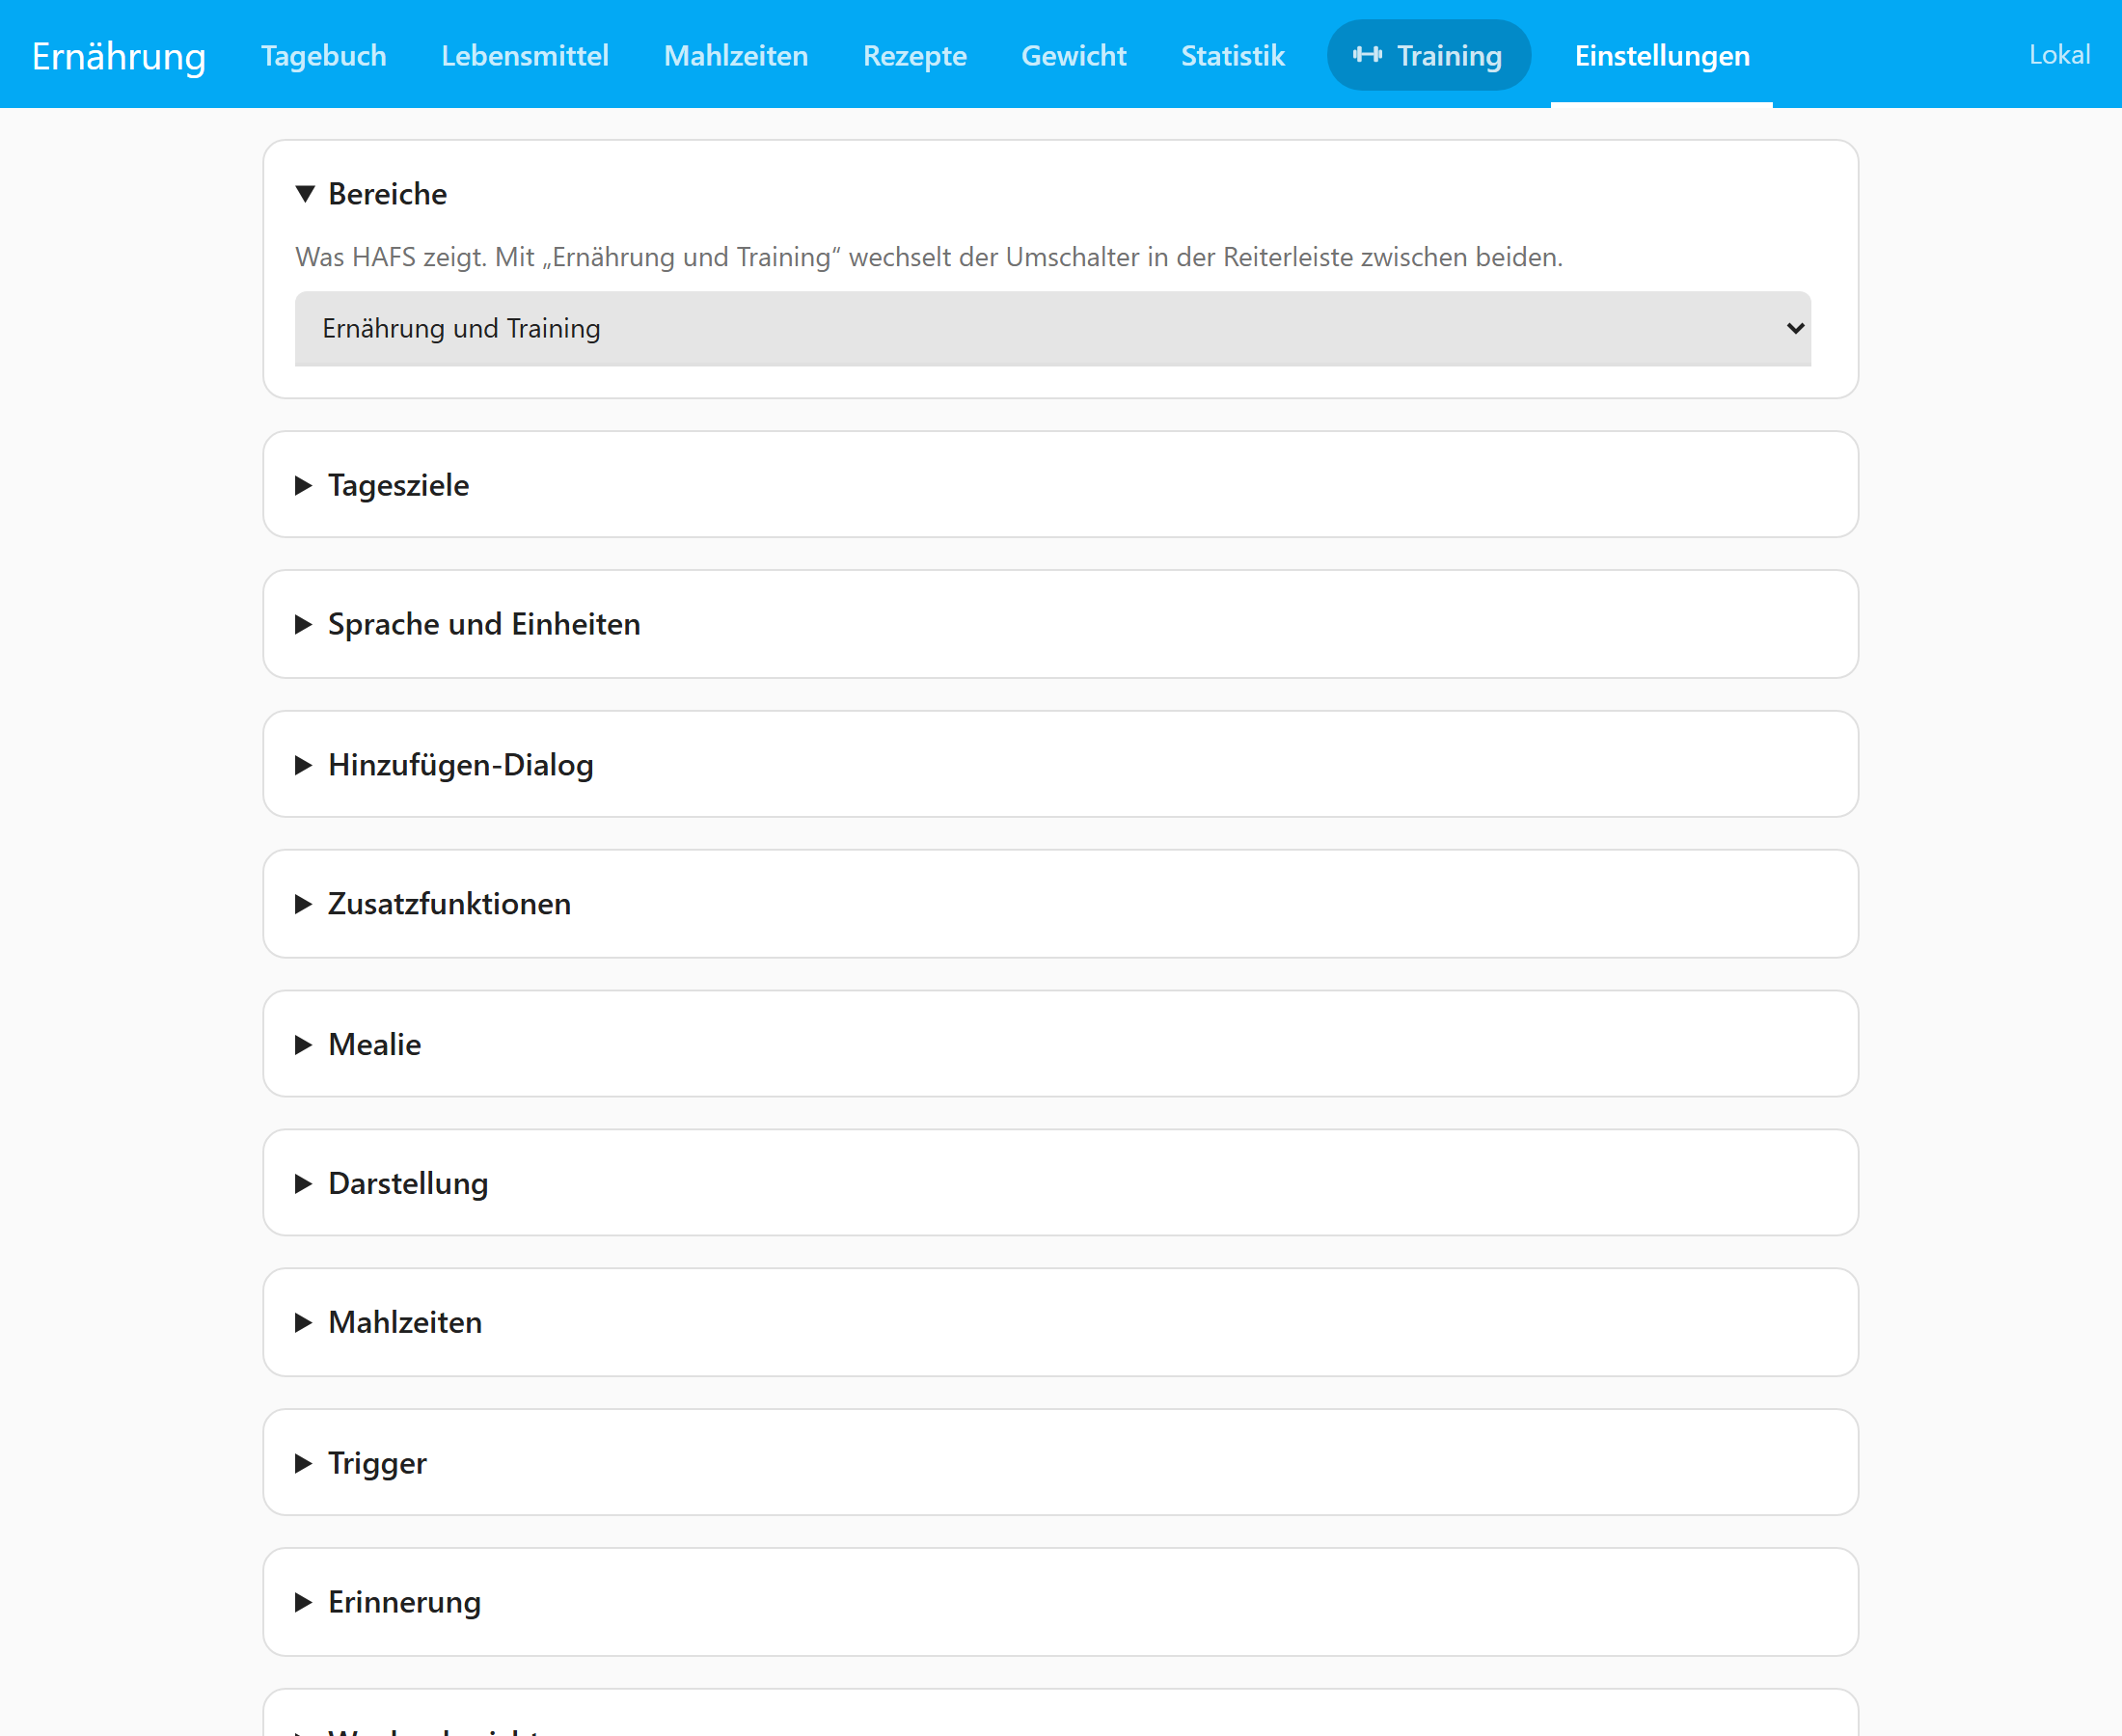 Ernährung Tagebuch Lebensmittel Mahlzeiten Rezepte Gewicht Statistik Training Einstellungen Lokal
Bereiche
Was HAFS zeigt. Mit „Ernährung und Training“ wechselt der Umschalter in der Reiterleiste zwischen beiden.
Ernährung und Training
Tagesziele
Sprache und Einheiten
Hinzufügen-Dialog
Zusatzfunktionen
Mealie
Darstellung
Mahlzeiten
Trigger
Erinnerung